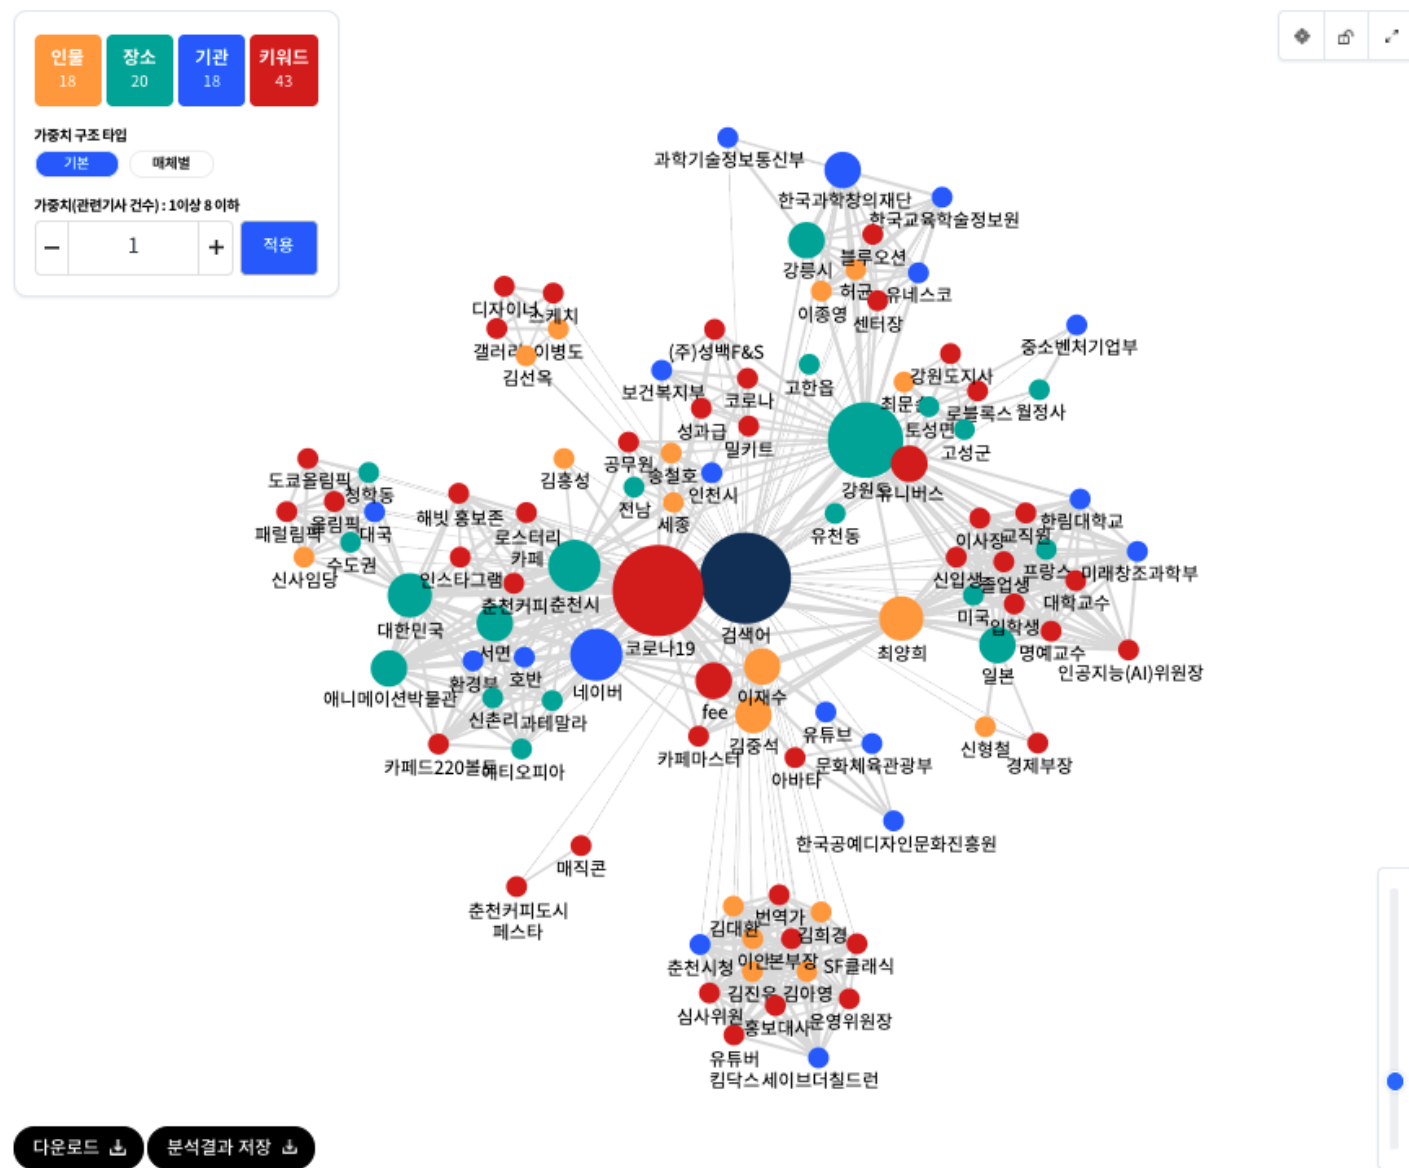 인물
18
장소
20
기관
18
키워드
43
가중치 구조 타입
기본
매체별
가중치(관련기사 건수) : 1이상 8 이하
1
적용
과학기술정보통신부
한국과학창의재단
한국교육학술정보원
블루오션
강릉시
허균
유네스코
이종영
센터장
디자이너
스케치
갤러리
이병도
김선옥
(주)성백F&S
보건복지부
코로나
고한읍
중소벤처기업부
강원도지사
최문순
로블록스
월정사
토성면
고성군
성과급
밀키트
공무원
송철호
인천시
김홍성
전남
세종
강원도
유니버스
유천동
도쿄올림픽
청학동
올림픽
패럴림픽
대국
수도권
신사임당
해빗 홍보존
로스터리
카페
인스타그램
춘천커피
춘천시
대한민국
서면
코로나19
검색어
한림대학교
이사장
교직원
신입생
졸업생
프랑스
미래창조과학부
대학교수
미국
입학생
명예교수
최양희
일본
인공지능(AI)위원장
환경부
호반
네이버
애니메이션박물관
신촌리
과테말라
fee
이재수
김중석
카페마스터
유튜브
문화체육관광부
아바타
신형철
경제부장
카페드220볼트
에티오피아
한국공예디자인문화진흥원
매직콘
춘천커피도시
페스타
김대환
번역가
김희경
춘천시청
이안
본부장
SF클래식
김진우
김아영
심사위원
홍보대사
운영위원장
유튜버
킴닥스
세이브더칠드런
다운로드
분석결과 저장